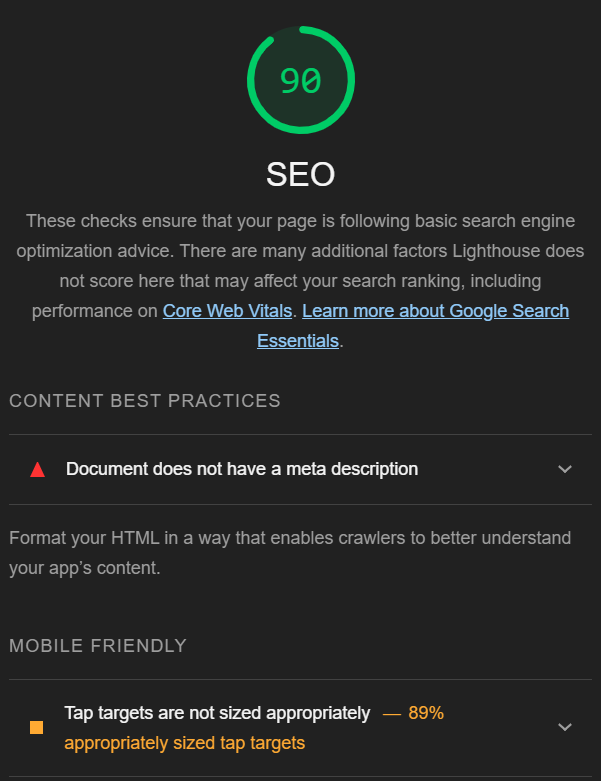 90
SEO
These checks ensure that your page is following basic search engine
optimization advice. There are many additional factors Lighthouse does
not score here that may affect your search ranking, including
performance on Core Web Vitals. Learn more about Google Search
Essentials.
CONTENT BEST PRACTICES
Document does not have a meta description
Format your HTML in a way that enables crawlers to better understand
your app’s content.
MOBILE FRIENDLY
Tap targets are not sized appropriately — 89%
appropriately sized tap targets